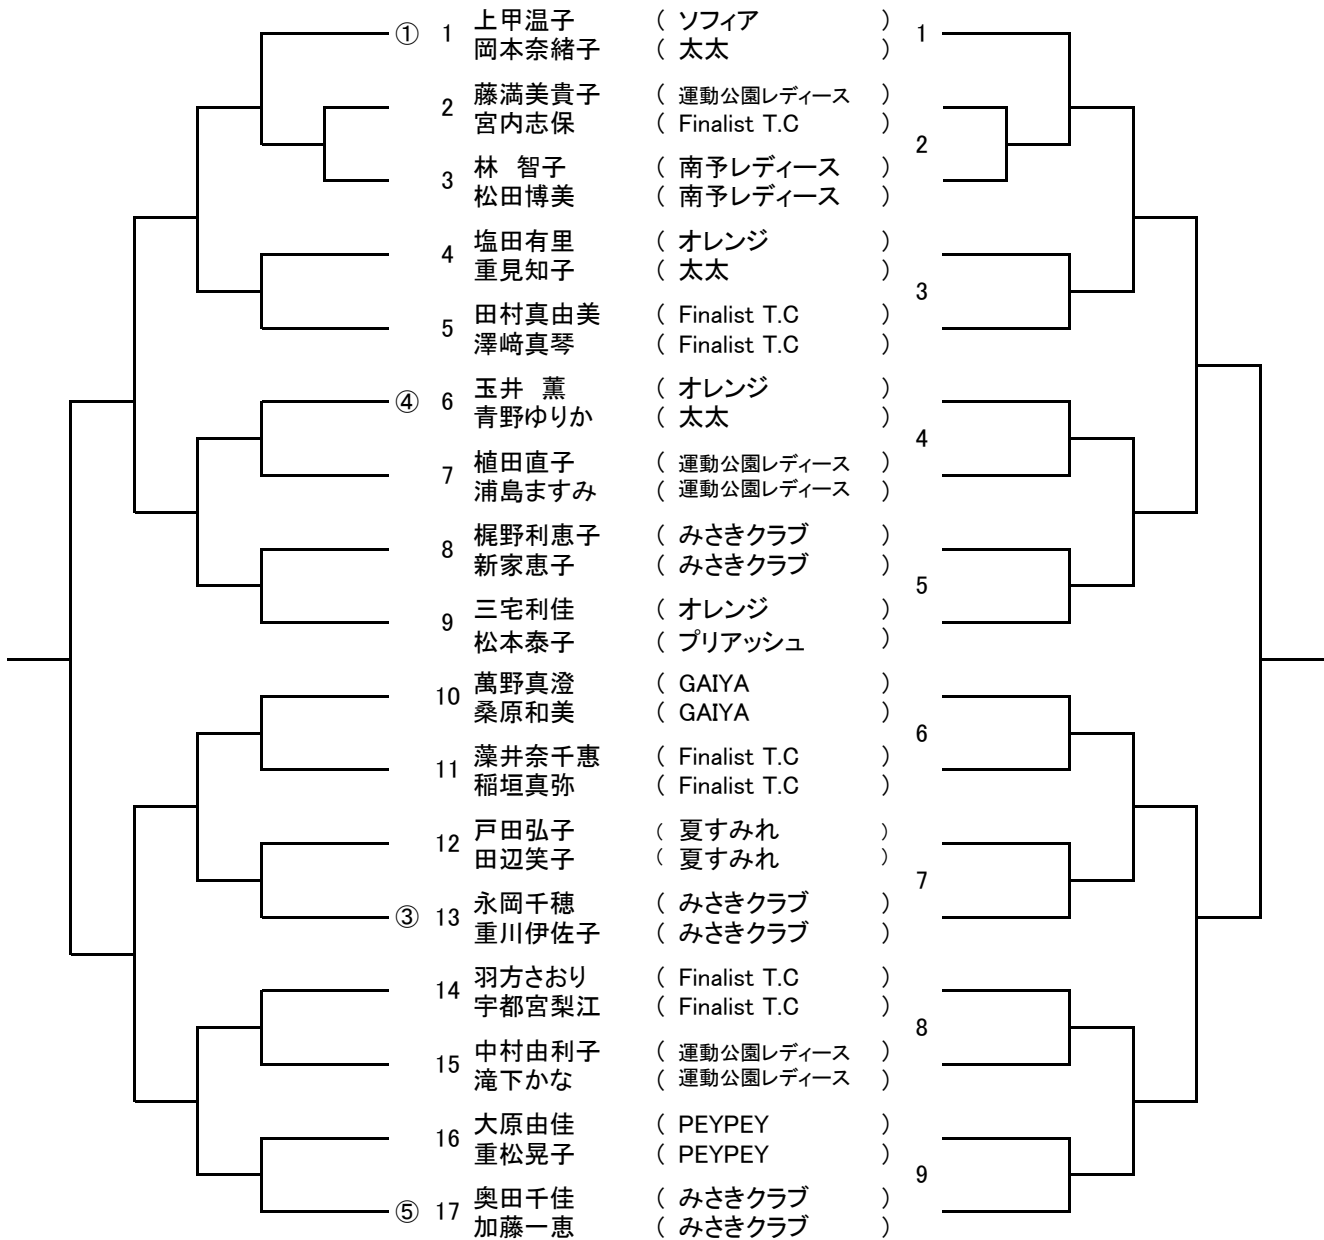 ① 1 上甲温子 ( ソフィア ) 1
岡本奈緒子 ( 太太 )
2 藤満美貴子 ( 運動公園レディース )
宮内志保 ( Finalist T.C ) 2
3 林　智子 ( 南予レディース )
松田博美 ( 南予レディース )
4 塩田有里 ( オレンジ )
重見知子 ( 太太 ) 3
5 田村真由美 ( Finalist T.C )
澤﨑真琴 ( Finalist T.C )
④ 6 玉井　薫 ( オレンジ )
青野ゆりか ( 太太 ) 4
7 植田直子 ( 運動公園レディース )
浦島ますみ ( 運動公園レディース )
8 梶野利恵子 ( みさきクラブ )
新家恵子 ( みさきクラブ ) 5
9 三宅利佳 ( オレンジ )
松本泰子 ( プリアッシュ )
10 萬野真澄 ( GAIYA )
桑原和美 ( GAIYA ) 6
11 藻井奈千惠 ( Finalist T.C )
稲垣真弥 ( Finalist T.C )
12 戸田弘子 ( 夏すみれ )
田辺笑子 ( 夏すみれ ) 7
③ 13 永岡千穂 ( みさきクラブ )
重川伊佐子 ( みさきクラブ )
14 羽方さおり ( Finalist T.C )
宇都宮梨江 ( Finalist T.C ) 8
15 中村由利子 ( 運動公園レディース )
滝下かな ( 運動公園レディース )
16 大原由佳 ( PEYPEY )
重松晃子 ( PEYPEY ) 9
⑤ 17 奥田千佳 ( みさきクラブ )
加藤一恵 ( みさきクラブ )